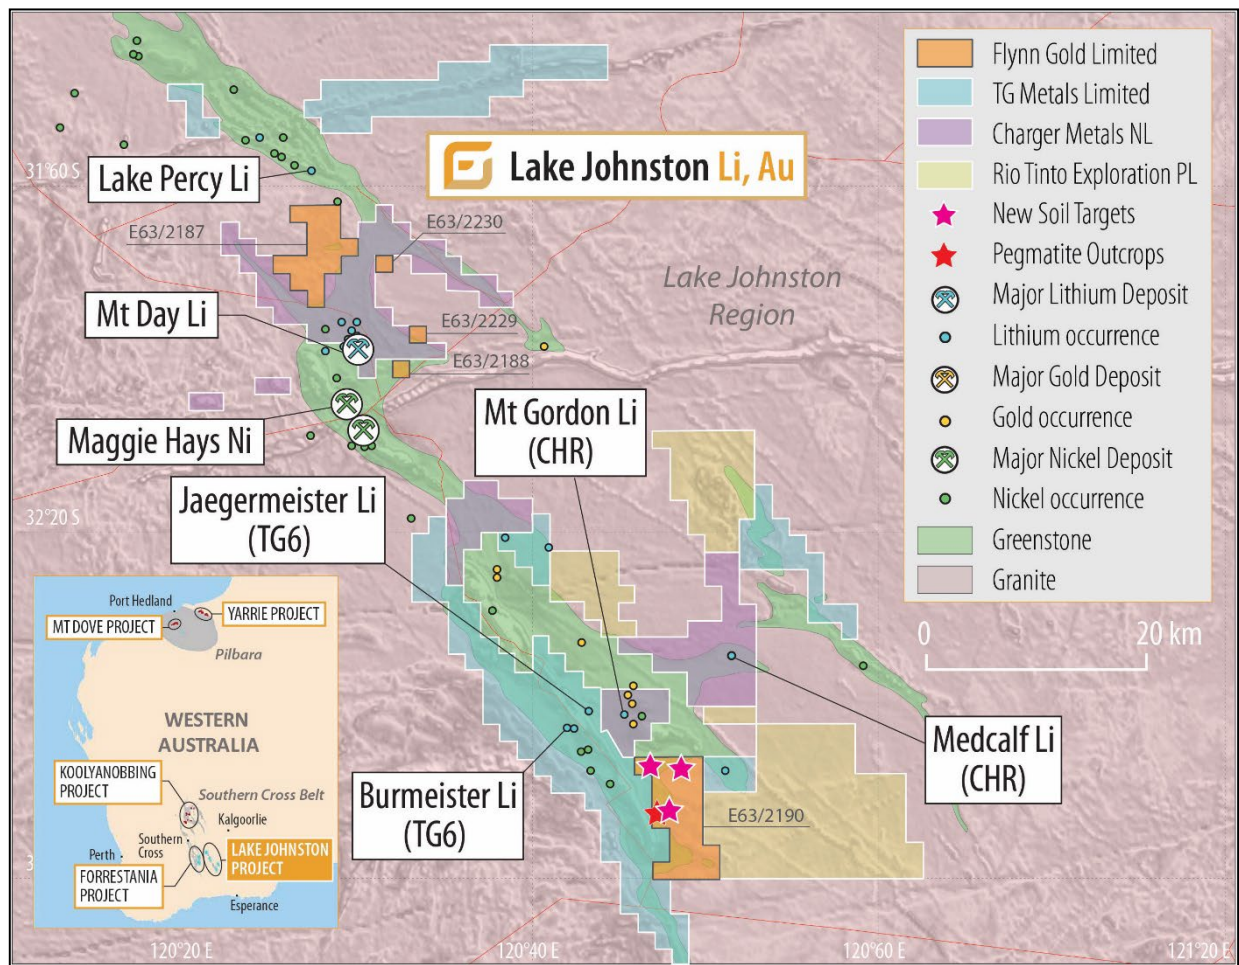 Lake Johnston Li, Au
31°60 S
Lake Percy Li
E63/2187
E63/2230
Lake Johnston
Region
Mt Day Li
E63/2229
E63/2188
Maggie Hays Ni
Mt Gordon Li
(CHR)
Jaegermeister Li
(TG6)
32°20 S
Burmeister Li
(TG6)
Medcalf Li
(CHR)
E63/2190
Flynn Gold Limited
TG Metals Limited
Charger Metals NL
Rio Tinto Exploration PL
New Soil Targets
Pegmatite Outcrops
Major Lithium Deposit
Lithium occurrence
Major Gold Deposit
Gold occurrence
Major Nickel Deposit
Nickel occurrence
Greenstone
Granite
0 20 km
Port Hedland
YARRIE PROJECT
MT DOVE PROJECT
Pilbara
WESTERN
AUSTRALIA
KOOLYANOBBING
PROJECT
Southern Cross Belt
Kalgoorlie
Southern
Cross
Perth
LAKE JOHNSTON
PROJECT
FORRESTANIA
PROJECT
Esperance
120°20 E
120°40 E
120°60 E
121°20 E